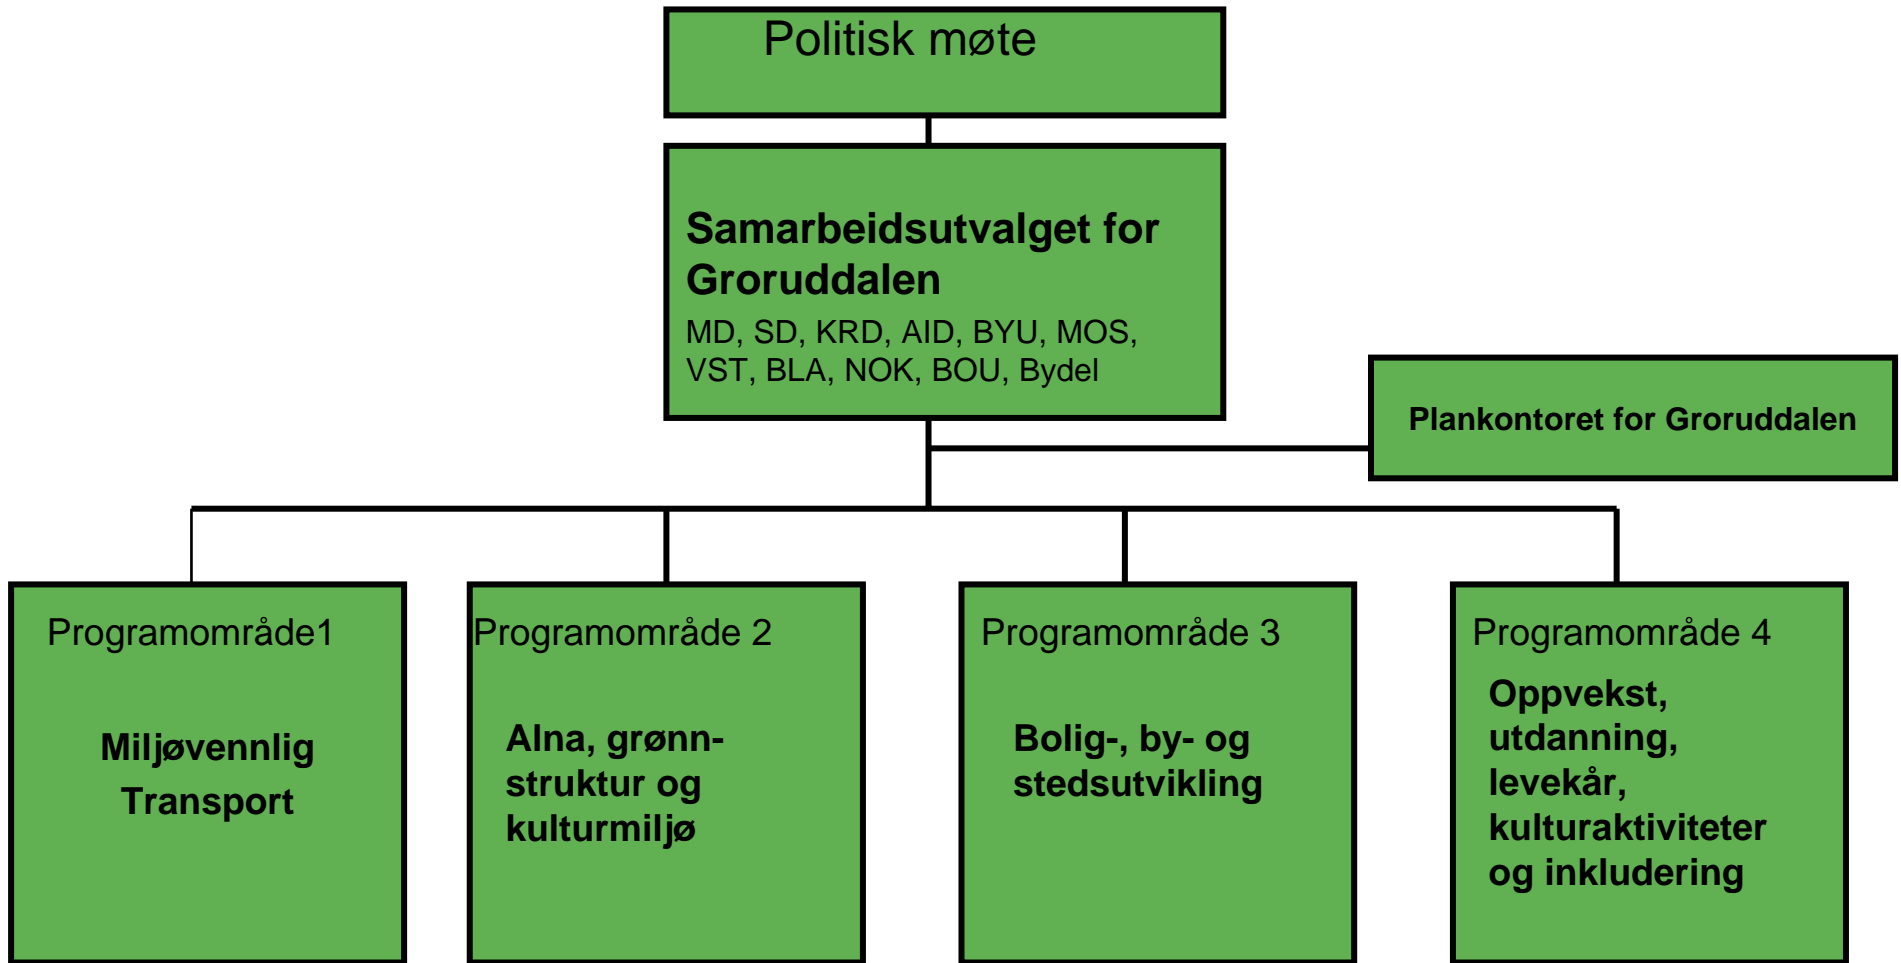 Politisk møte
Samarbeidsutvalget for
Groruddalen
MD, SD, KRD, AID, BYU, MOS,
VST, BLA, NOK, BOU, Bydel
Plankontoret for Groruddalen
Programområde1
Miljøvennlig
Transport
Programområde 2
Alna, grønn-
struktur og
kulturmiljø
Programområde 3
Bolig-, by- og
stedsutvikling
Programområde 4
Oppvekst,
utdanning,
levekår,
kulturaktiviteter
og inkludering